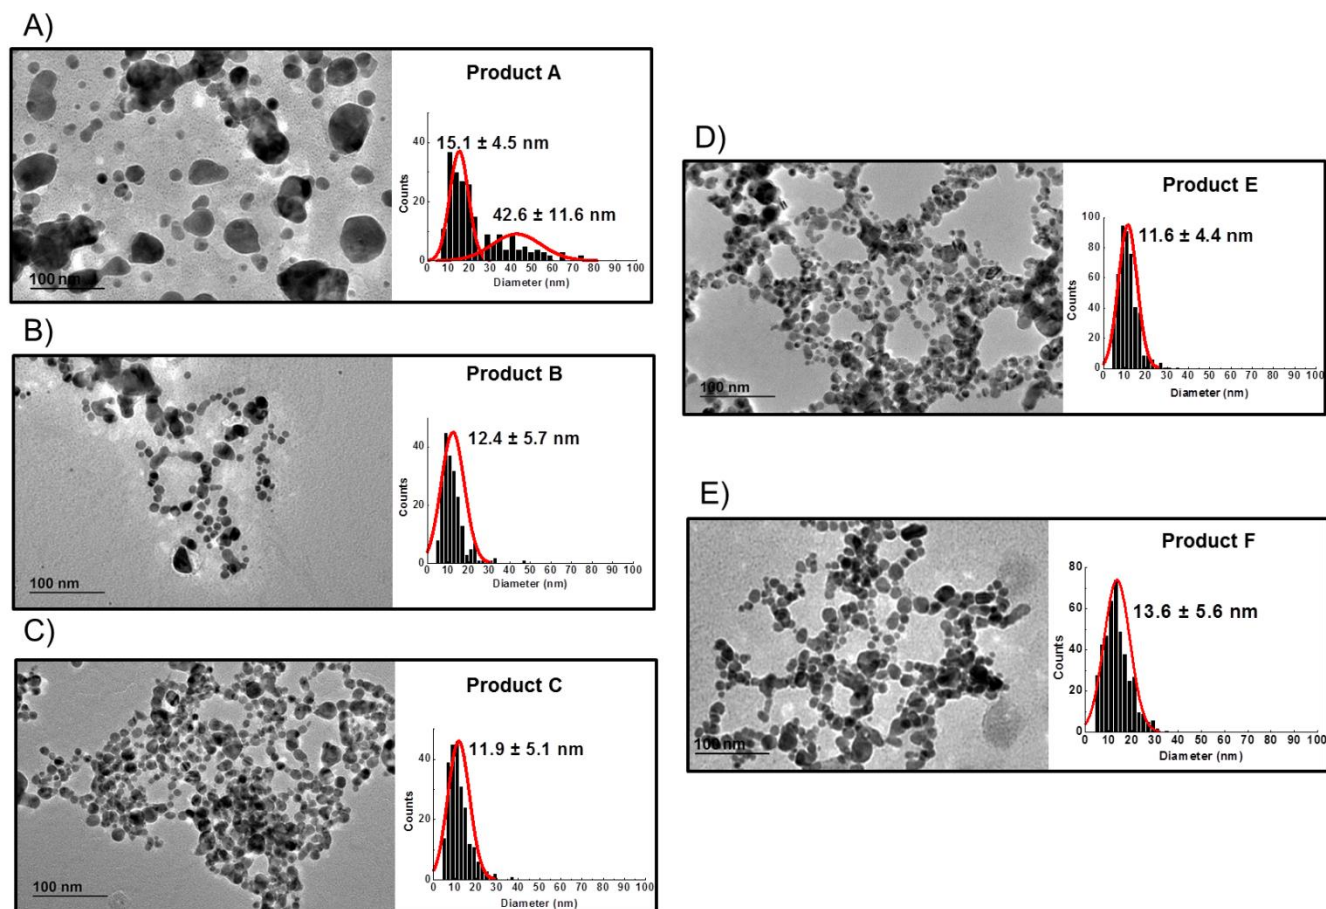 A)
Product A
15.1 ± 4.5 nm
42.6 ± 11.6 nm
Counts
40
20
0
0 10 20 30 40 50 60 70 80 90 100
Diameter (nm)
100 nm
B)
Product B
12.4 ± 5.7 nm
Counts
40
20
0
0 10 20 30 40 50 60 70 80 90 100
Diameter (nm)
100 nm
C)
Product C
11.9 ± 5.1 nm
Counts
40
20
0
0 10 20 30 40 50 60 70 80 90 100
Diameter (nm)
100 nm
D)
Product E
11.6 ± 4.4 nm
Counts
100
80
60
40
20
0
0 10 20 30 40 50 60 70 80 90 100
Diameter (nm)
100 nm
E)
Product F
13.6 ± 5.6 nm
Counts
80
60
40
20
0
0 10 20 30 40 50 60 70 80 90 100
Diameter (nm)
100 nm